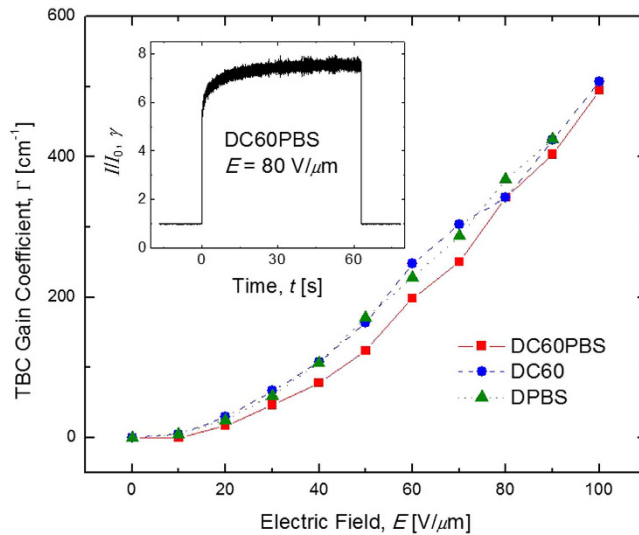 600
400
200
0
TBC Gain Coefficient, Γ [cm⁻¹]
8
6
4
2
0
I/I₀, γ
DC60PBS
E = 80 V/μm
0 30 60
Time, t [s]
DC60PBS
DC60
DPBS
0 20 40 60 80 100
Electric Field, E [V/μm]